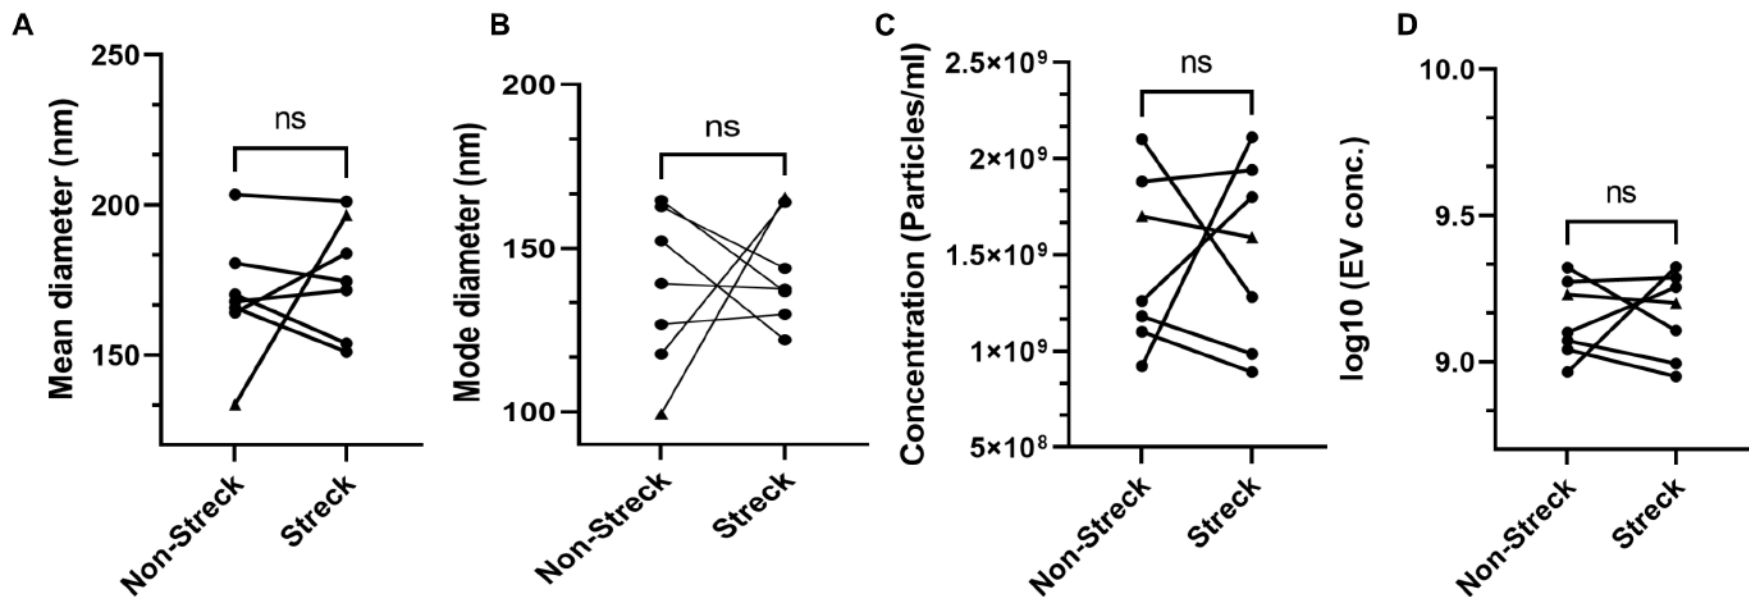 A
Mean diameter (nm)
250
200
150
ns
Non-Streck
Streck
B
Mode diameter (nm)
200
150
100
ns
Non-Streck
Streck
C
Concentration (Particles/ml)
2.5×10⁹
2×10⁹
1.5×10⁹
1×10⁹
5×10⁸
ns
Non-Streck
Streck
D
log10 (EV conc.)
10.0
9.5
9.0
ns
Non-Streck
Streck